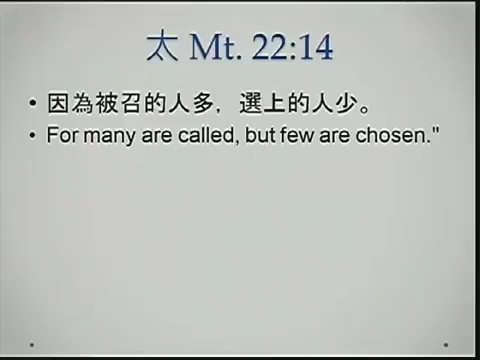 太 Mt. 22:14
• 因為被召的人多，選上的人少。
• For many are called, but few are chosen."